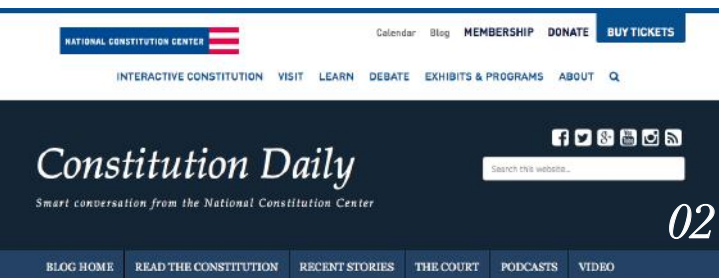 Calendar Blog MEMBERSHIP DONATE BUY TICKETS
NATIONAL CONSTITUTION CENTER
INTERACTIVE CONSTITUTION VISIT LEARN DEBATE EXHIBITS & PROGRAMS ABOUT
Constitution Daily
Search this website...
Smart conversation from the National Constitution Center
02
BLOG HOME READ THE CONSTITUTION RECENT STORIES THE COURT PODCASTS VIDEO